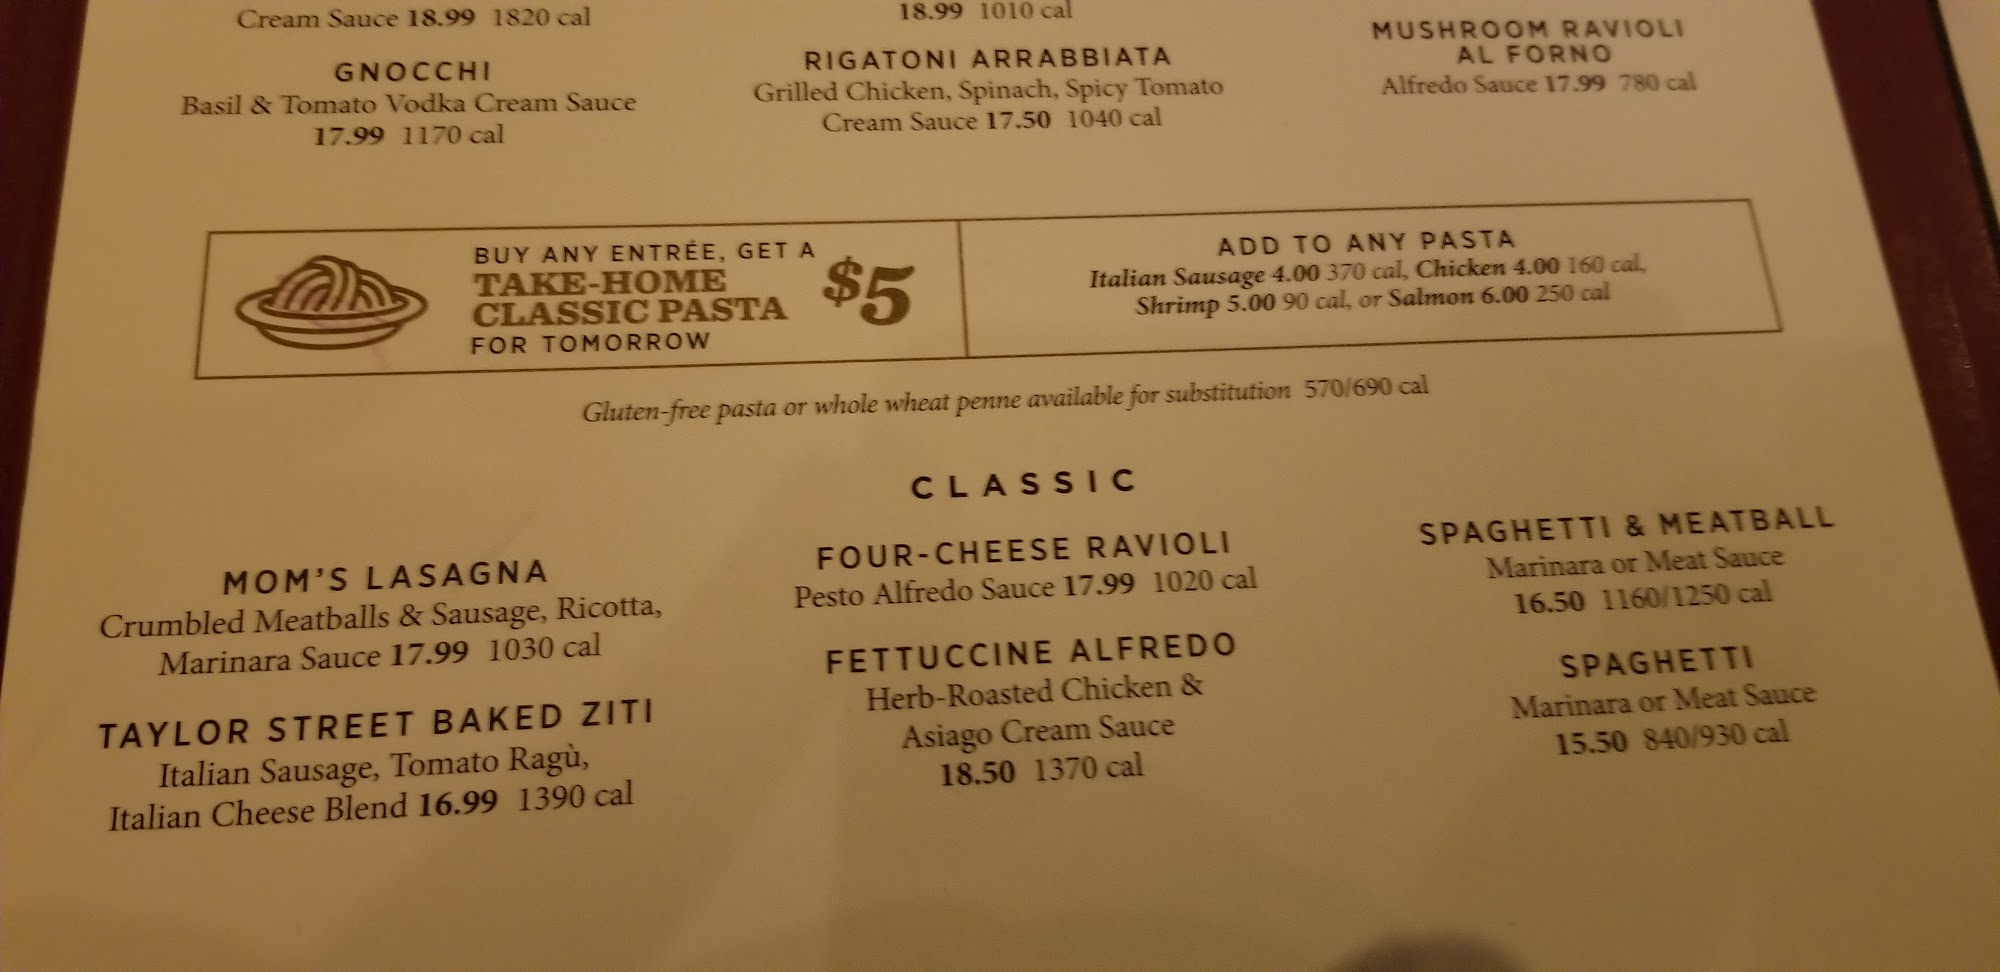 Cream Sauce 18.99 1820 cal
GNOCCHI
Basil & Tomato Vodka Cream Sauce
17.99 1170 cal
18.99 1010 cal
RIGATONI ARRABBIATA
Grilled Chicken, Spinach, Spicy Tomato
Cream Sauce 17.50 1040 cal
MUSHROOM RAVIOLI
AL FORNO
Alfredo Sauce 17.99 780 cal
BUY ANY ENTRÉE, GET A
TAKE-HOME
CLASSIC PASTA
FOR TOMORROW
$5
ADD TO ANY PASTA
Italian Sausage 4.00 370 cal, Chicken 4.00 160 cal,
Shrimp 5.00 90 cal, or Salmon 6.00 250 cal
Gluten-free pasta or whole wheat penne available for substitution 570/690 cal
CLASSIC
MOM'S LASAGNA
Crumbled Meatballs & Sausage, Ricotta,
Marinara Sauce 17.99 1030 cal
TAYLOR STREET BAKED ZITI
Italian Sausage, Tomato Ragù,
Italian Cheese Blend 16.99 1390 cal
FOUR-CHEESE RAVIOLI
Pesto Alfredo Sauce 17.99 1020 cal
FETTUCCINE ALFREDO
Herb-Roasted Chicken &
Asiago Cream Sauce
18.50 1370 cal
SPAGHETTI & MEATBALL
Marinara or Meat Sauce
16.50 1160/1250 cal
SPAGHETTI
Marinara or Meat Sauce
15.50 840/930 cal